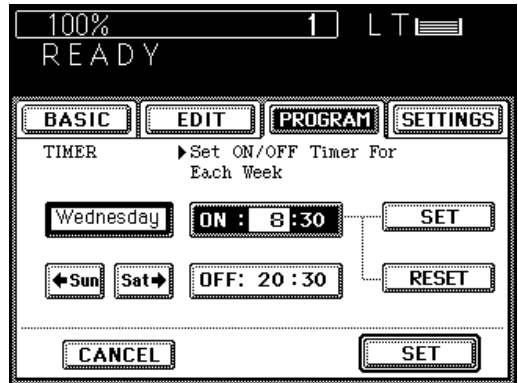 100% 1 LT
READY
BASIC EDIT PROGRAM SETTINGS
TIMER ▶Set ON/OFF Timer For
Each Week
Wednesday ON : 8:30 SET
←Sun Sat→ OFF: 20:30 RESET
CANCEL SET